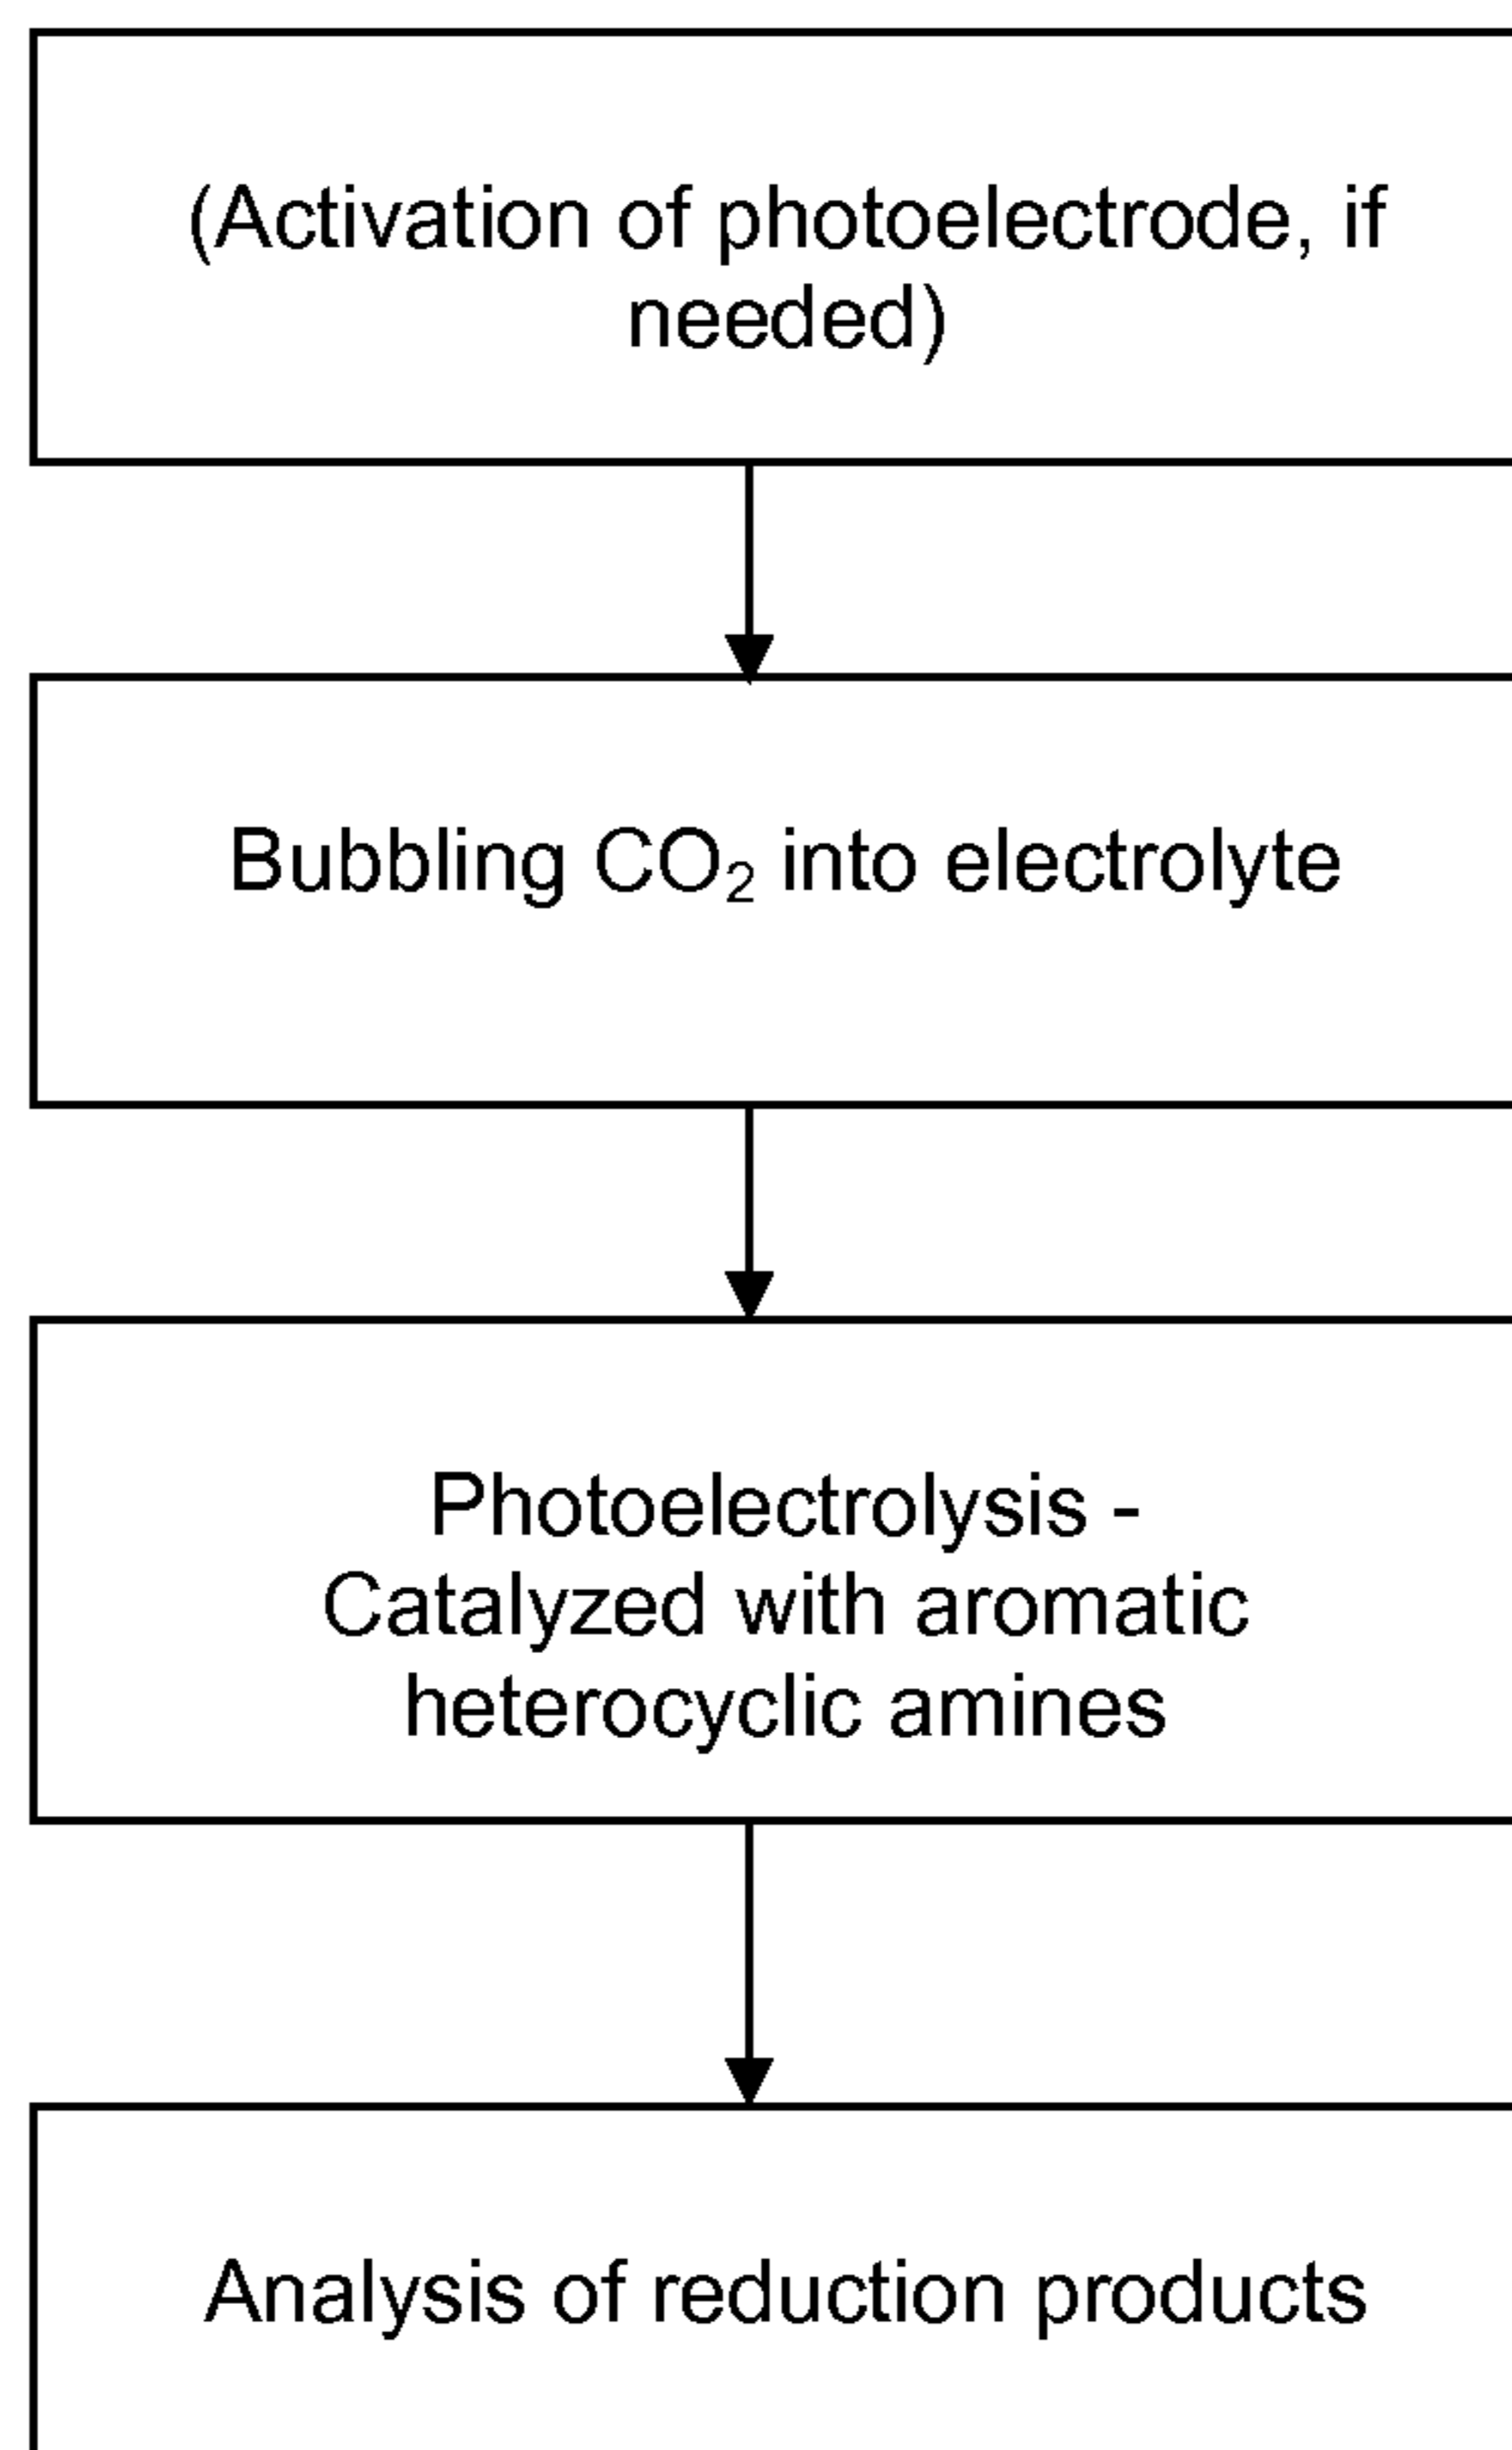 (Activation of photoelectrode, if
needed)
Bubbling CO₂ into electrolyte
Photoelectrolysis -
Catalyzed with aromatic
heterocyclic amines
Analysis of reduction products